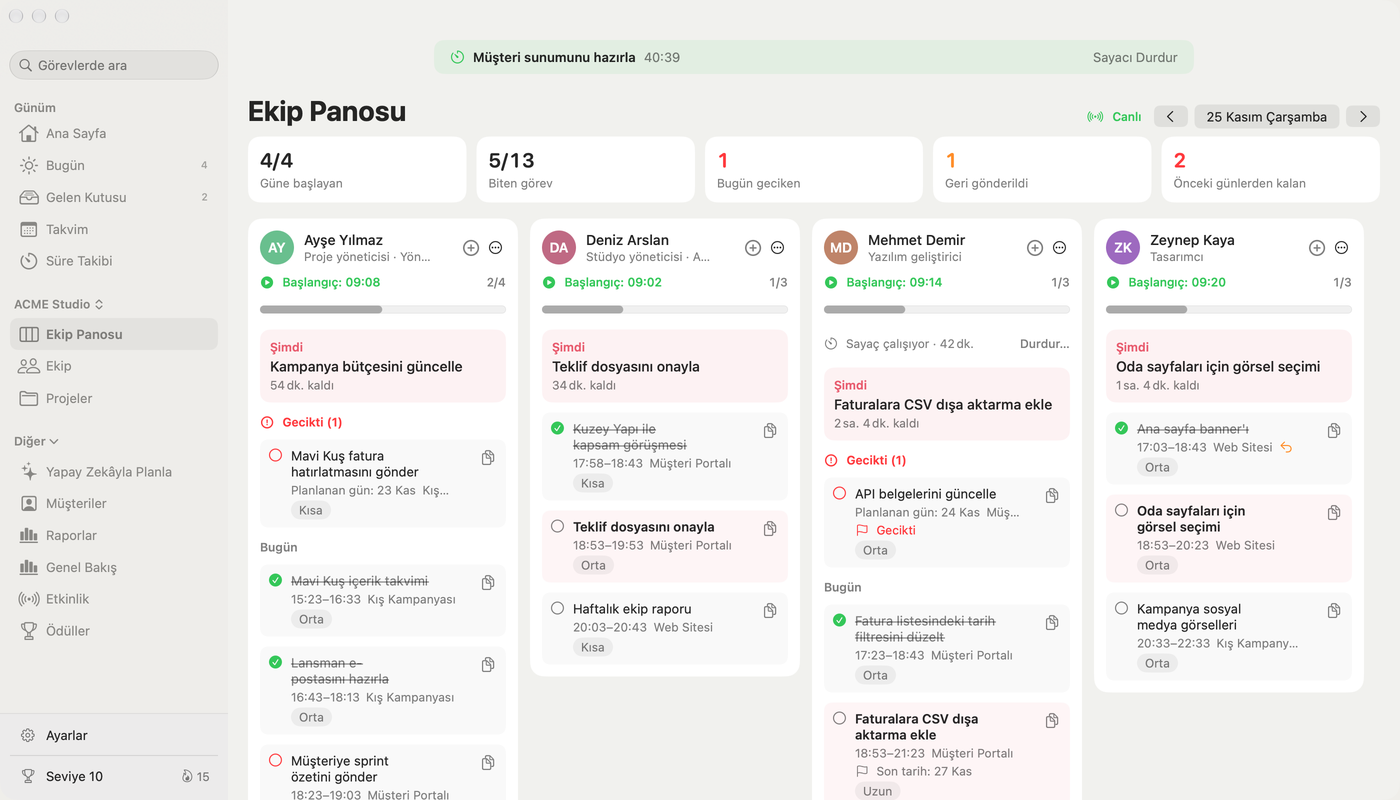 Görevlerde ara
Günüm
Ana Sayfa
Bugün 4
Gelen Kutusu 2
Takvim
Süre Takibi
ACME Studio
Ekip Panosu
Ekip
Projeler
Diğer
Yapay Zekâyla Planla
Müşteriler
Raporlar
Genel Bakış
Etkinlik
Ödüller
Ayarlar
Seviye 10 15
Müşteri sunumunu hazırla 40:39 Sayacı Durdur
Ekip Panosu
Canlı
25 Kasım Çarşamba
4/4
Güne başlayan
5/13
Biten görev
1
Bugün geciken
1
Geri gönderildi
2
Önceki günlerden kalan
AY
Ayşe Yılmaz
Proje yöneticisi · Yön...
Başlangıç: 09:08 2/4
Şimdi
Kampanya bütçesini güncelle
54 dk. kaldı
Gecikti (1)
Mavi Kuş fatura
hatırlatmasını gönder
Planlanan gün: 23 Kas Kış...
Kısa
Bugün
Mavi Kuş içerik takvimi
15:23–16:33 Kış Kampanyası
Orta
Lansman e-
postasını hazırla
16:43–18:13 Kış Kampanyası
Orta
Müşteriye sprint
özetini gönder
18:23–19:03 Müşteri Portalı
DA
Deniz Arslan
Stüdyo yöneticisi · A...
Başlangıç: 09:02 1/3
Şimdi
Teklif dosyasını onayla
34 dk. kaldı
Kuzey Yapı ile
kapsam görüşmesi
17:58–18:43 Müşteri Portalı
Kısa
Teklif dosyasını onayla
18:53–19:53 Müşteri Portalı
Orta
Haftalık ekip raporu
20:03–20:43 Web Sitesi
Kısa
MD
Mehmet Demir
Yazılım geliştirici
Başlangıç: 09:14 1/3
Sayaç çalışıyor · 42 dk. Durdur...
Şimdi
Faturalara CSV dışa aktarma ekle
2 sa. 4 dk. kaldı
Gecikti (1)
API belgelerini güncelle
Planlanan gün: 24 Kas Müş...
Gecikti
Orta
Bugün
Fatura listesindeki tarih
filtresini düzelt
17:23–18:43 Müşteri Portalı
Orta
Faturalara CSV dışa
aktarma ekle
18:53–21:23 Müşteri Portalı
Son tarih: 27 Kas
Uzun
ZK
Zeynep Kaya
Tasarımcı
Başlangıç: 09:20 1/3
Şimdi
Oda sayfaları için görsel seçimi
1 sa. 4 dk. kaldı
Ana sayfa banner'ı
17:03–18:43 Web Sitesi
Orta
Oda sayfaları için
görsel seçimi
18:53–20:23 Web Sitesi
Orta
Kampanya sosyal
medya görselleri
20:33–22:33 Kış Kampany...
Orta